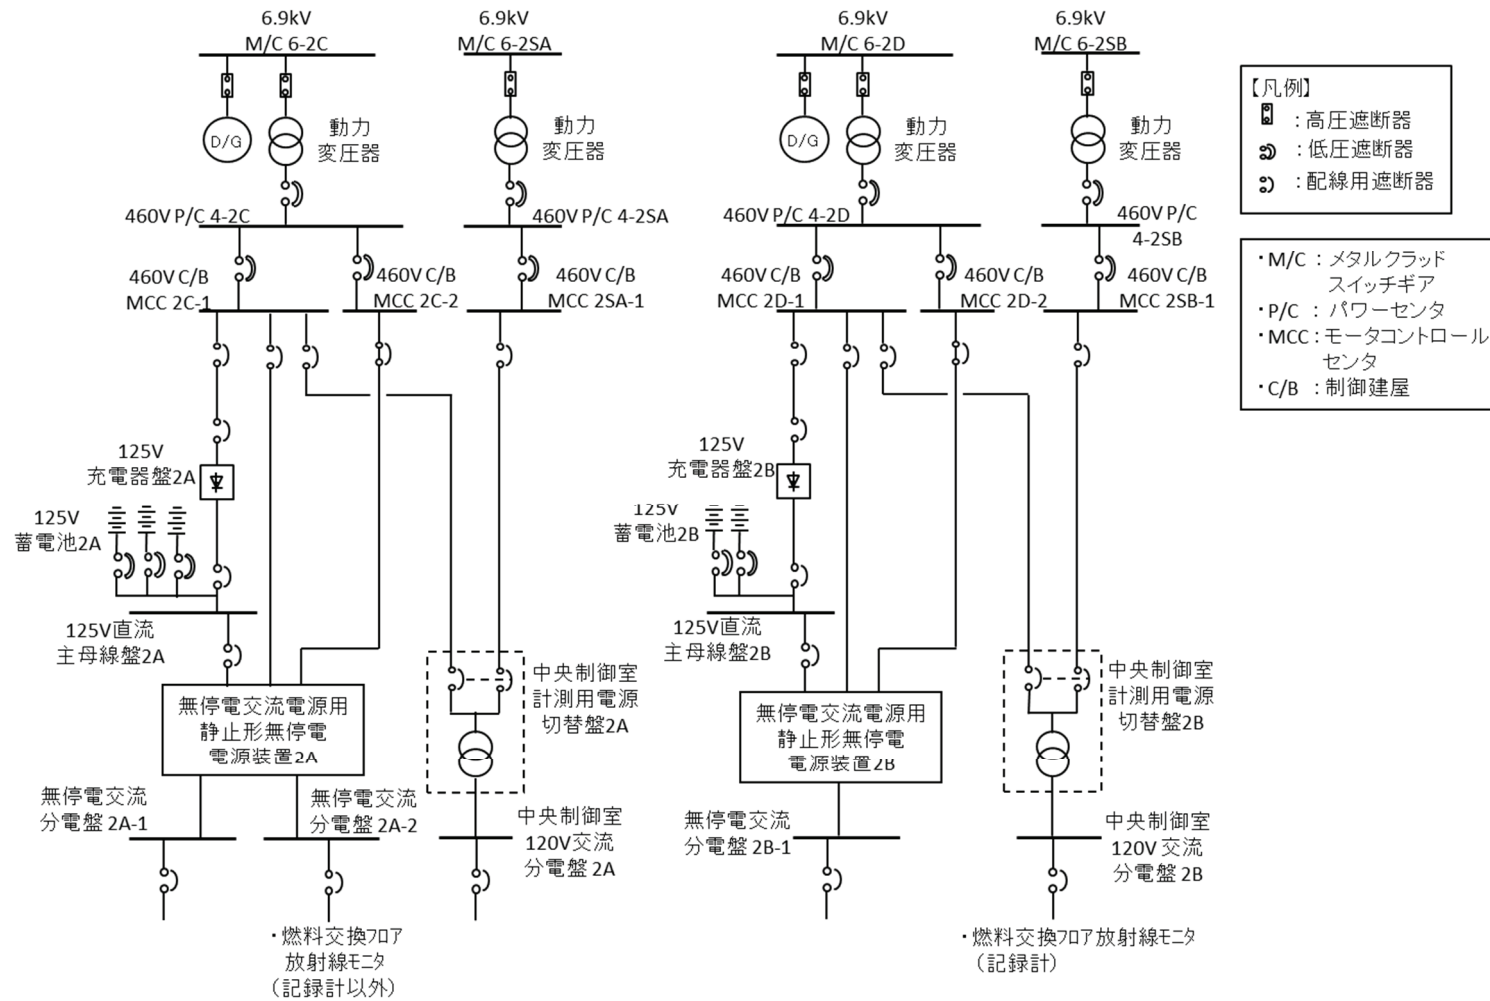 6.9kV
M/C 6-2C
6.9kV
M/C 6-2SA
6.9kV
M/C 6-2D
6.9kV
M/C 6-2SB
D/G
動力
変圧器
動力
変圧器
D/G
動力
変圧器
動力
変圧器
460V P/C 4-2C
460V P/C 4-2SA
460V P/C 4-2D
460V P/C
4-2SB
460V C/B
MCC 2C-1
460V C/B
MCC 2C-2
460V C/B
MCC 2SA-1
460V C/B
MCC 2D-1
460V C/B
MCC 2D-2
460V C/B
MCC 2SB-1
125V
充電器盤2A
125V
蓄電池2A
125V直流
主母線盤2A
無停電交流電源用
静止形無停電
電源装置2A
中央制御室
計測用電源
切替盤2A
無停電交流
分電盤 2A-1
無停電交流
分電盤 2A-2
中央制御室
120V交流
分電盤 2A
・燃料交換フロア
放射線モニタ
(記録計以外)
125V
充電器盤2B
125V
蓄電池2B
125V直流
主母線盤2B
無停電交流電源用
静止形無停電
電源装置2B
中央制御室
計測用電源
切替盤2B
無停電交流
分電盤 2B-1
中央制御室
120V 交流
分電盤 2B
・燃料交換フロア放射線モニタ
(記録計)
【凡例】
：高圧遮断器
：低圧遮断器
：配線用遮断器
・M/C ：メタルクラッド
スイッチギア
・P/C ： パワーセンタ
・MCC：モータコントロール
センタ
・C/B ：制御建屋